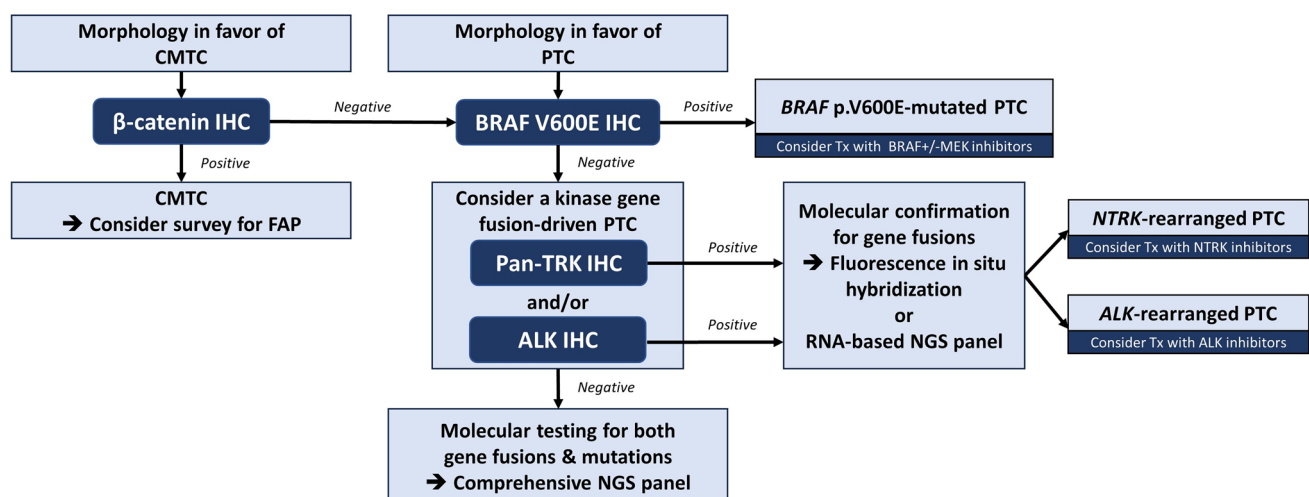 Morphology in favor of
CMTC
Morphology in favor of
PTC
β-catenin IHC
Negative
BRAF V600E IHC
Positive
BRAF p.V600E-mutated PTC
Consider Tx with BRAF+/-MEK inhibitors
Positive
Negative
CMTC
➔ Consider survey for FAP
Consider a kinase gene
fusion-driven PTC
Pan-TRK IHC
and/or
ALK IHC
Positive
Positive
Molecular confirmation
for gene fusions
➔ Fluorescence in situ
hybridization
or
RNA-based NGS panel
NTRK-rearranged PTC
Consider Tx with NTRK inhibitors
ALK-rearranged PTC
Consider Tx with ALK inhibitors
Negative
Molecular testing for both
gene fusions & mutations
➔ Comprehensive NGS panel